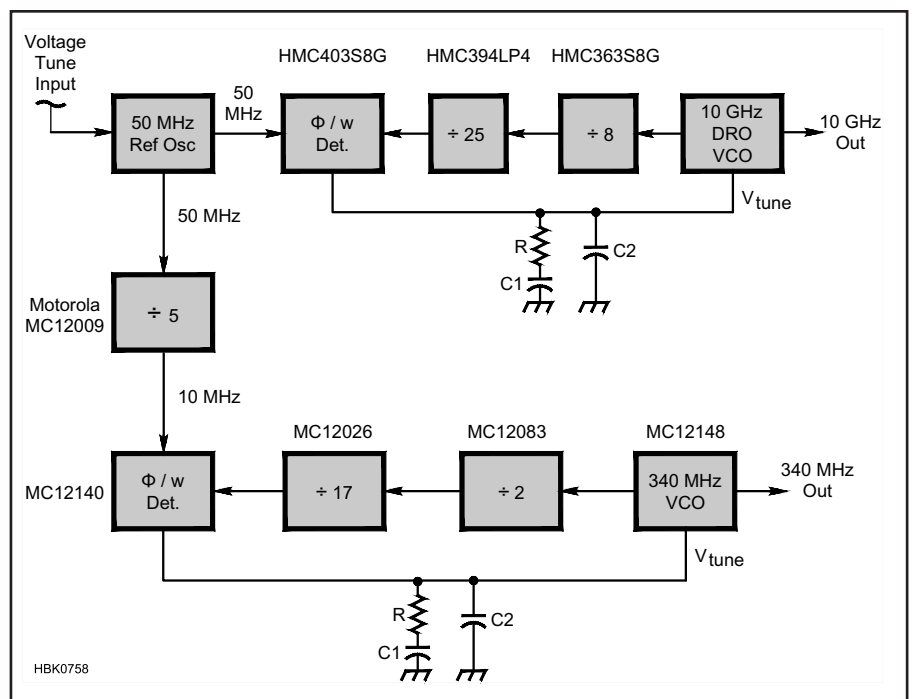 Voltage
Tune
Input
HMC403S8G
HMC394LP4
HMC363S8G
50 MHz
Ref Osc
50
MHz
Φ / w
Det.
÷ 25
÷ 8
10 GHz
DRO
VCO
10 GHz
Out
Vtune
R
C1
C2
50 MHz
Motorola
MC12009
÷ 5
10 MHz
MC12026
MC12083
MC12148
MC12140
Φ / w
Det.
÷ 17
÷ 2
340 MHz
VCO
340 MHz
Out
Vtune
R
C1
C2
HBK0758